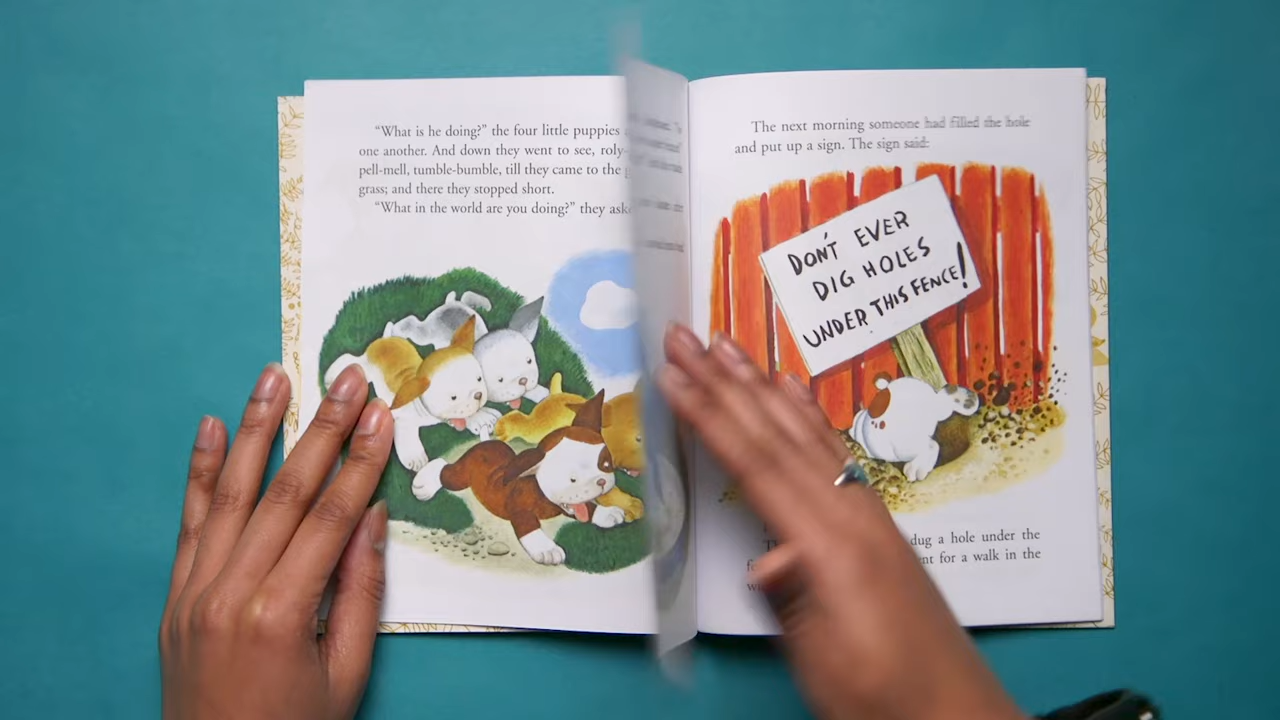 “What is he doing?” the four little puppies
one another. And down they went to see, roly-
pell-mell, tumble-bumble, till they came to the
grass; and there they stopped short.
“What in the world are you doing?” they
The next morning someone had filled the hole
and put up a sign. The sign said:
DON'T EVER
DIG HOLES
UNDER THIS FENCE!
dug a hole under the
for a walk in the